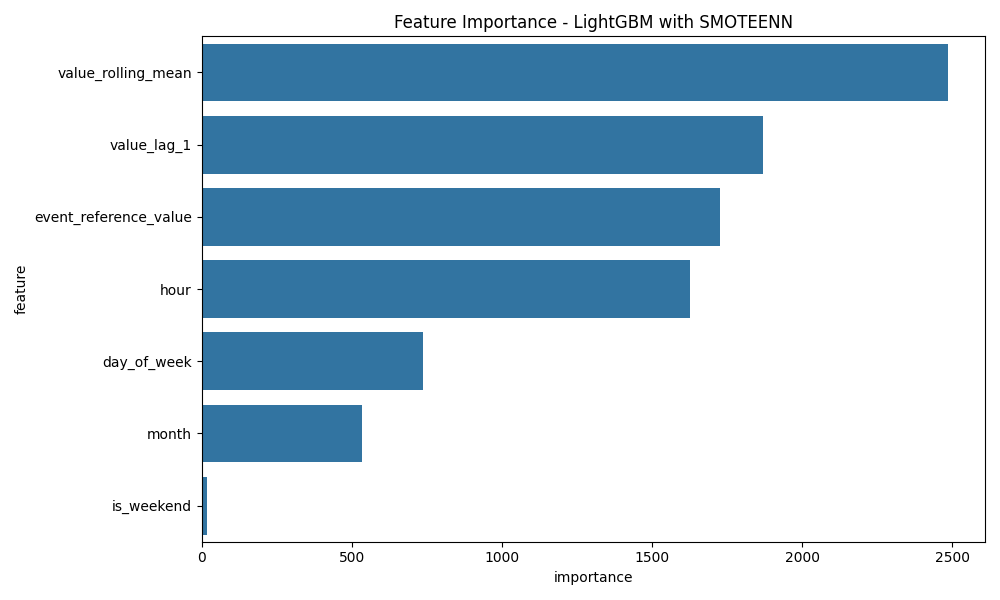 Feature Importance - LightGBM with SMOTEENN
feature
value_rolling_mean
value_lag_1
event_reference_value
hour
day_of_week
month
is_weekend
0 500 1000 1500 2000 2500
importance